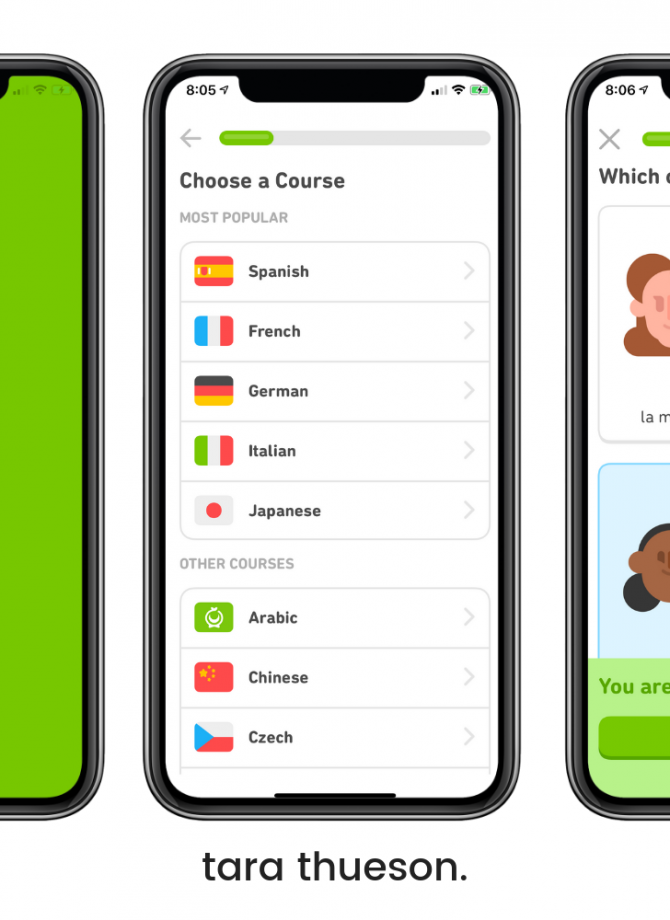 8:05
Choose a Course
MOST POPULAR
Spanish
French
German
Italian
Japanese
OTHER COURSES
Arabic
Chinese
Czech
8:06
Which
la m
You are
tara thueson.